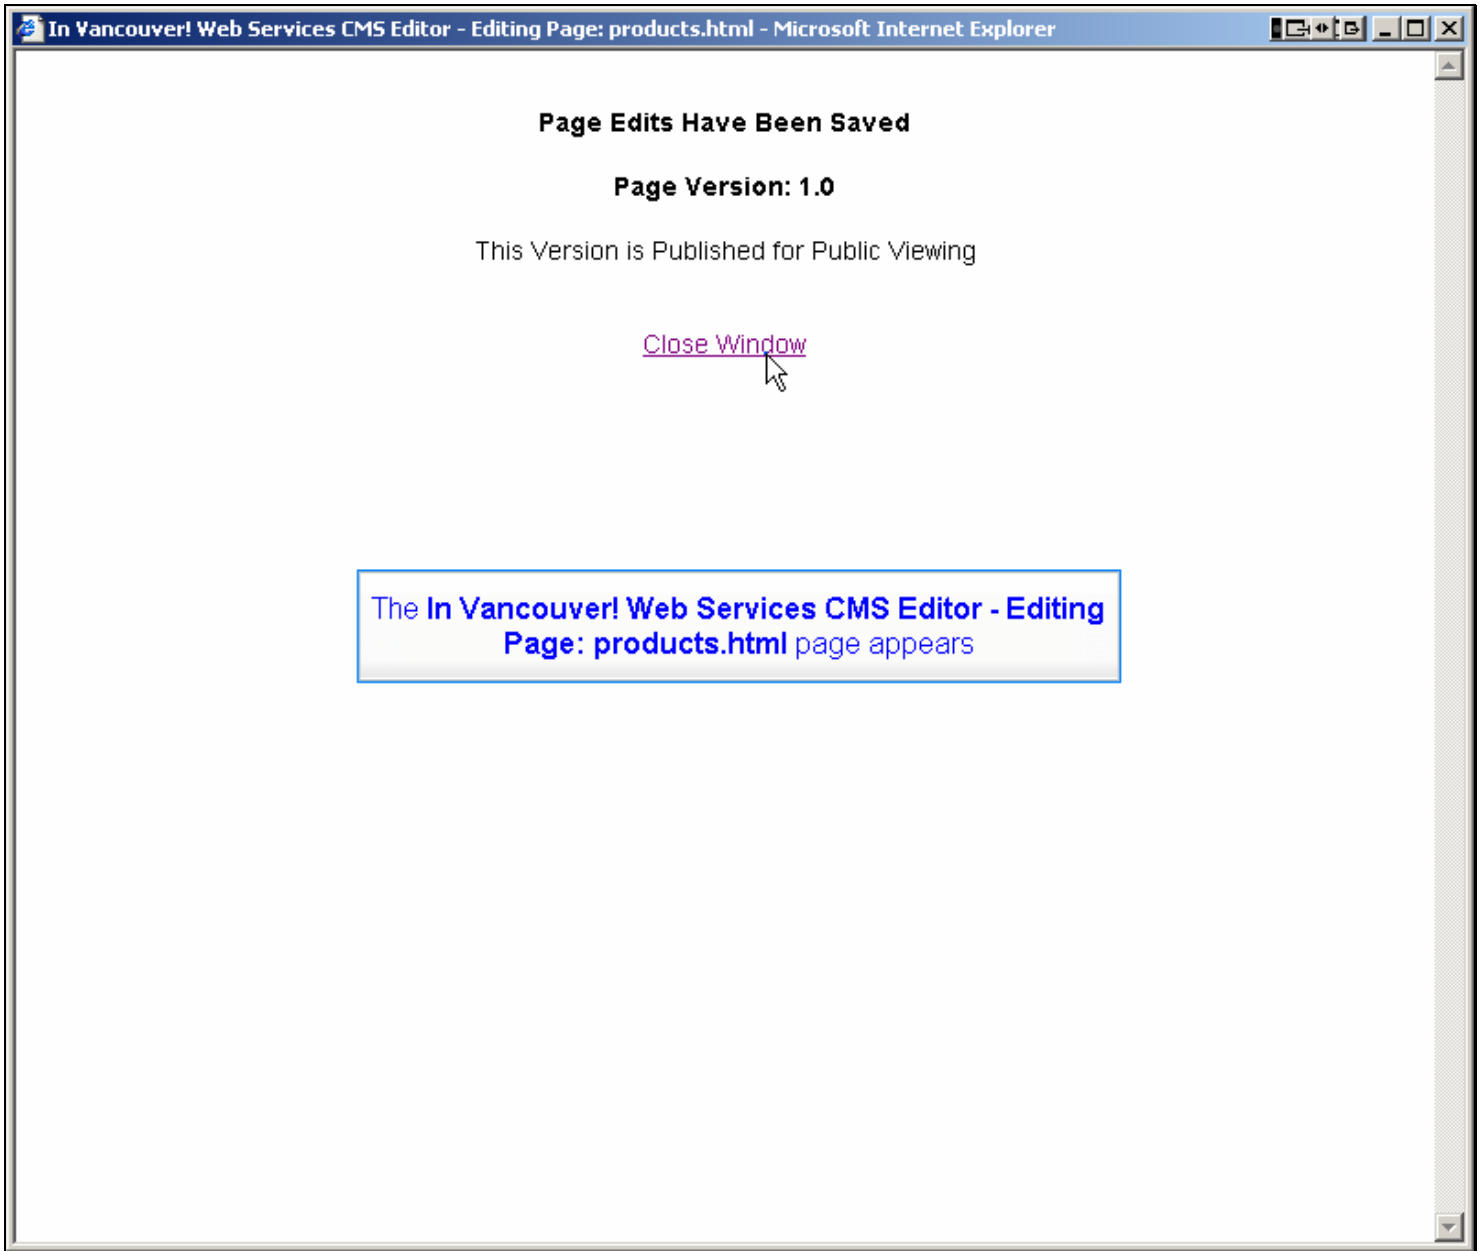 In Vancouver! Web Services CMS Editor - Editing Page: products.html - Microsoft Internet Explorer
Page Edits Have Been Saved
Page Version: 1.0
This Version is Published for Public Viewing
Close Window
The In Vancouver! Web Services CMS Editor - Editing
Page: products.html page appears